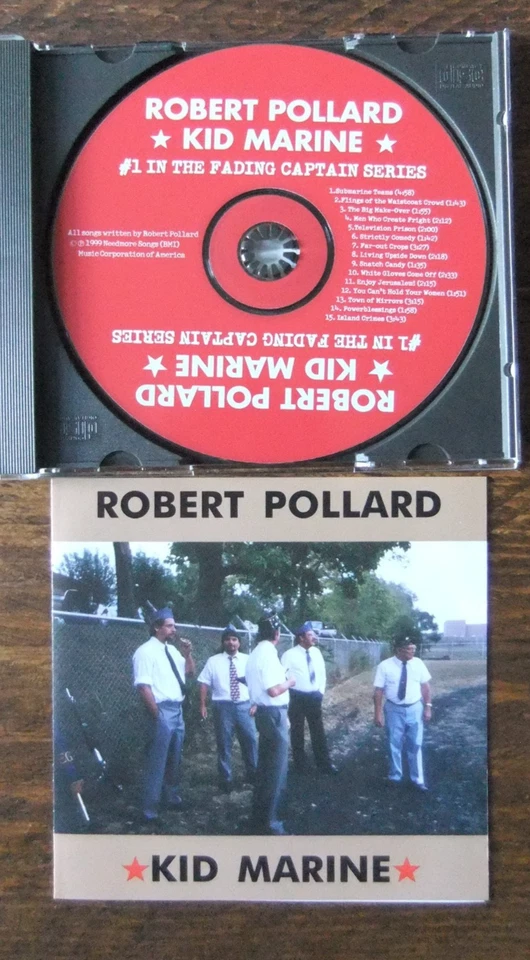 ROBERT POLLARD
★ KID MARINE ★
#1 IN THE FADING CAPTAIN SERIES
All songs written by Robert Pollard
© ℗ 1999 Needmore Songs (BMI)
Music Corporation of America
1.Submarine Teams (4:58)
2.Flings of the Waistcoat Crowd (1:43)
3. The Big Make-Over (1:55)
4. Men Who Create Fright (2:12)
5.Television Prison (2:00)
6. Strictly Comedy (1:42)
7. Far-out Crops (3:27)
8. Living Upside Down (2:18)
9. Snatch Candy (1:35)
10. White Gloves Come Off (2:33)
11. Enjoy Jerusalem! (2:15)
12. You Can't Hold Your Women (1:51)
13. Town of Mirrors (3:15)
14. Powerblessings (1:58)
15. Island Crimes (3:43)
ROBERT POLLARD
★ KID MARINE ★
#1 IN THE FADING CAPTAIN SERIES
ROBERT POLLARD
★KID MARINE★